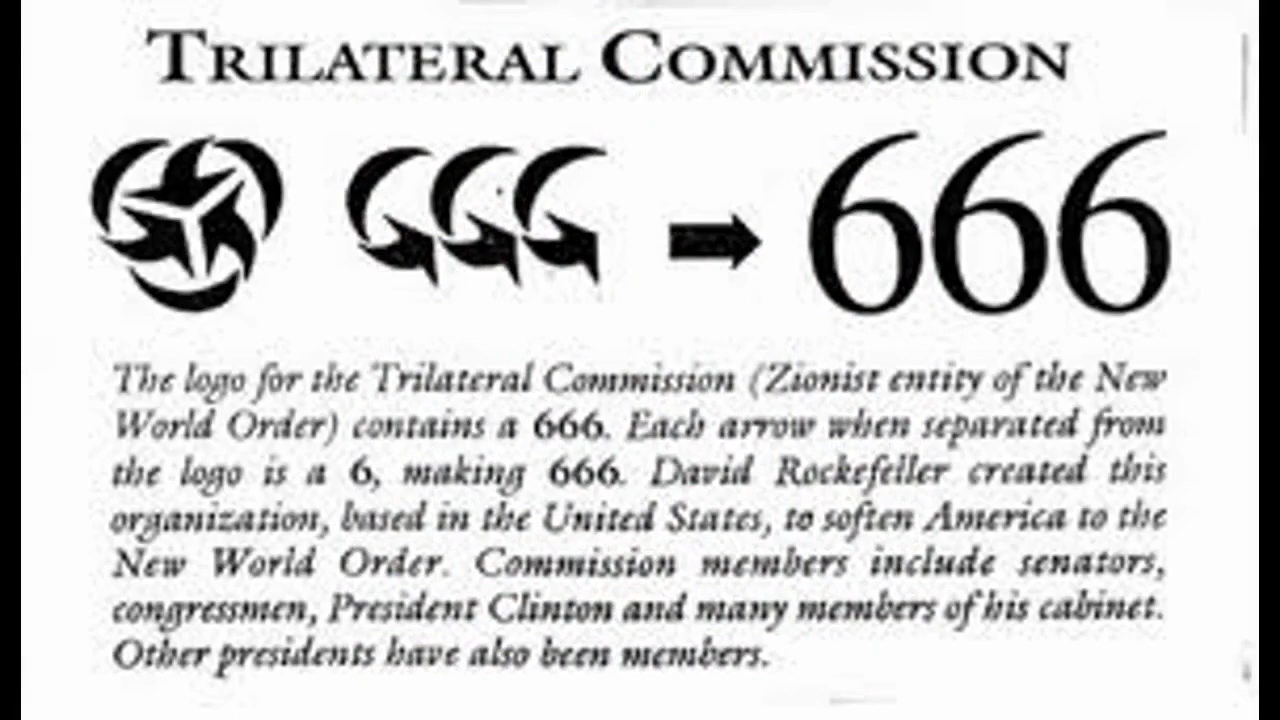 TRILATERAL COMMISSION
666 666
The logo for the Trilateral Commission (Zionist entity of the New
World Order) contains a 666. Each arrow when separated from
the logo is a 6, making 666. David Rockefeller created this
organization, based in the United States, to soften America to the
New World Order. Commission members include senators,
congressmen, President Clinton and many members of his cabinet.
Other presidents have also been members.